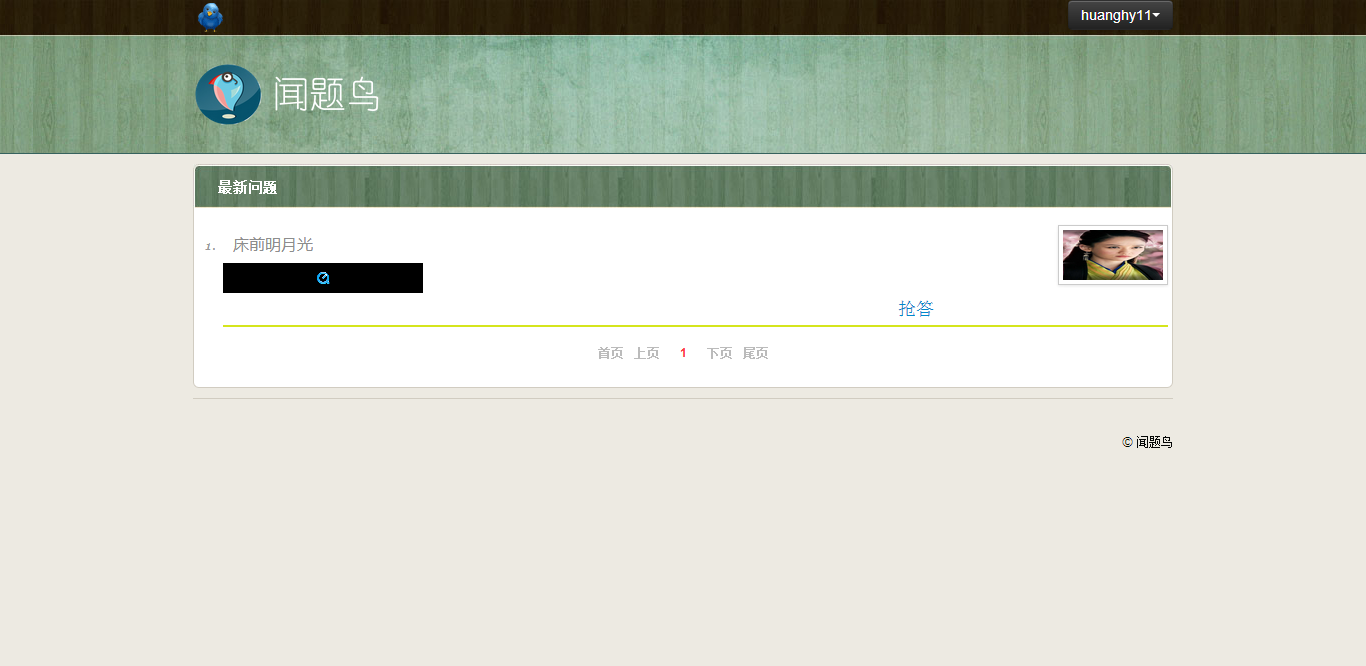 huanghy11
闻题鸟
最新问题
1. 床前明月光
抢答
首页 上页 1 下页 尾页
© 闻题鸟